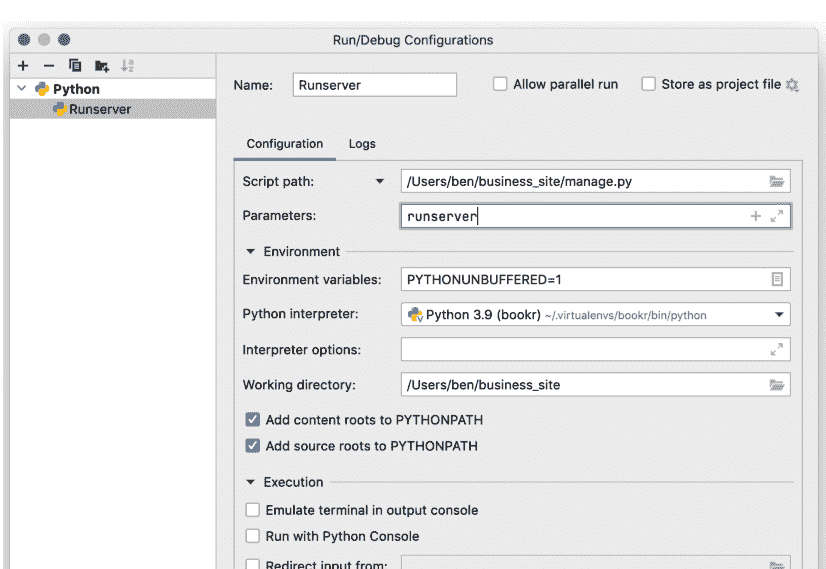 Run/Debug Configurations
Python
Runserver
Name: Runserver Allow parallel run Store as project file
Configuration Logs
Script path: /Users/ben/business_site/manage.py
Parameters: runserver
Environment
Environment variables: PYTHONUNBUFFERED=1
Python interpreter: Python 3.9 (bookr) ~/.virtualenvs/bookr/bin/python
Interpreter options:
Working directory: /Users/ben/business_site
Add content roots to PYTHONPATH
Add source roots to PYTHONPATH
Execution
Emulate terminal in output console
Run with Python Console
Redirect input from: